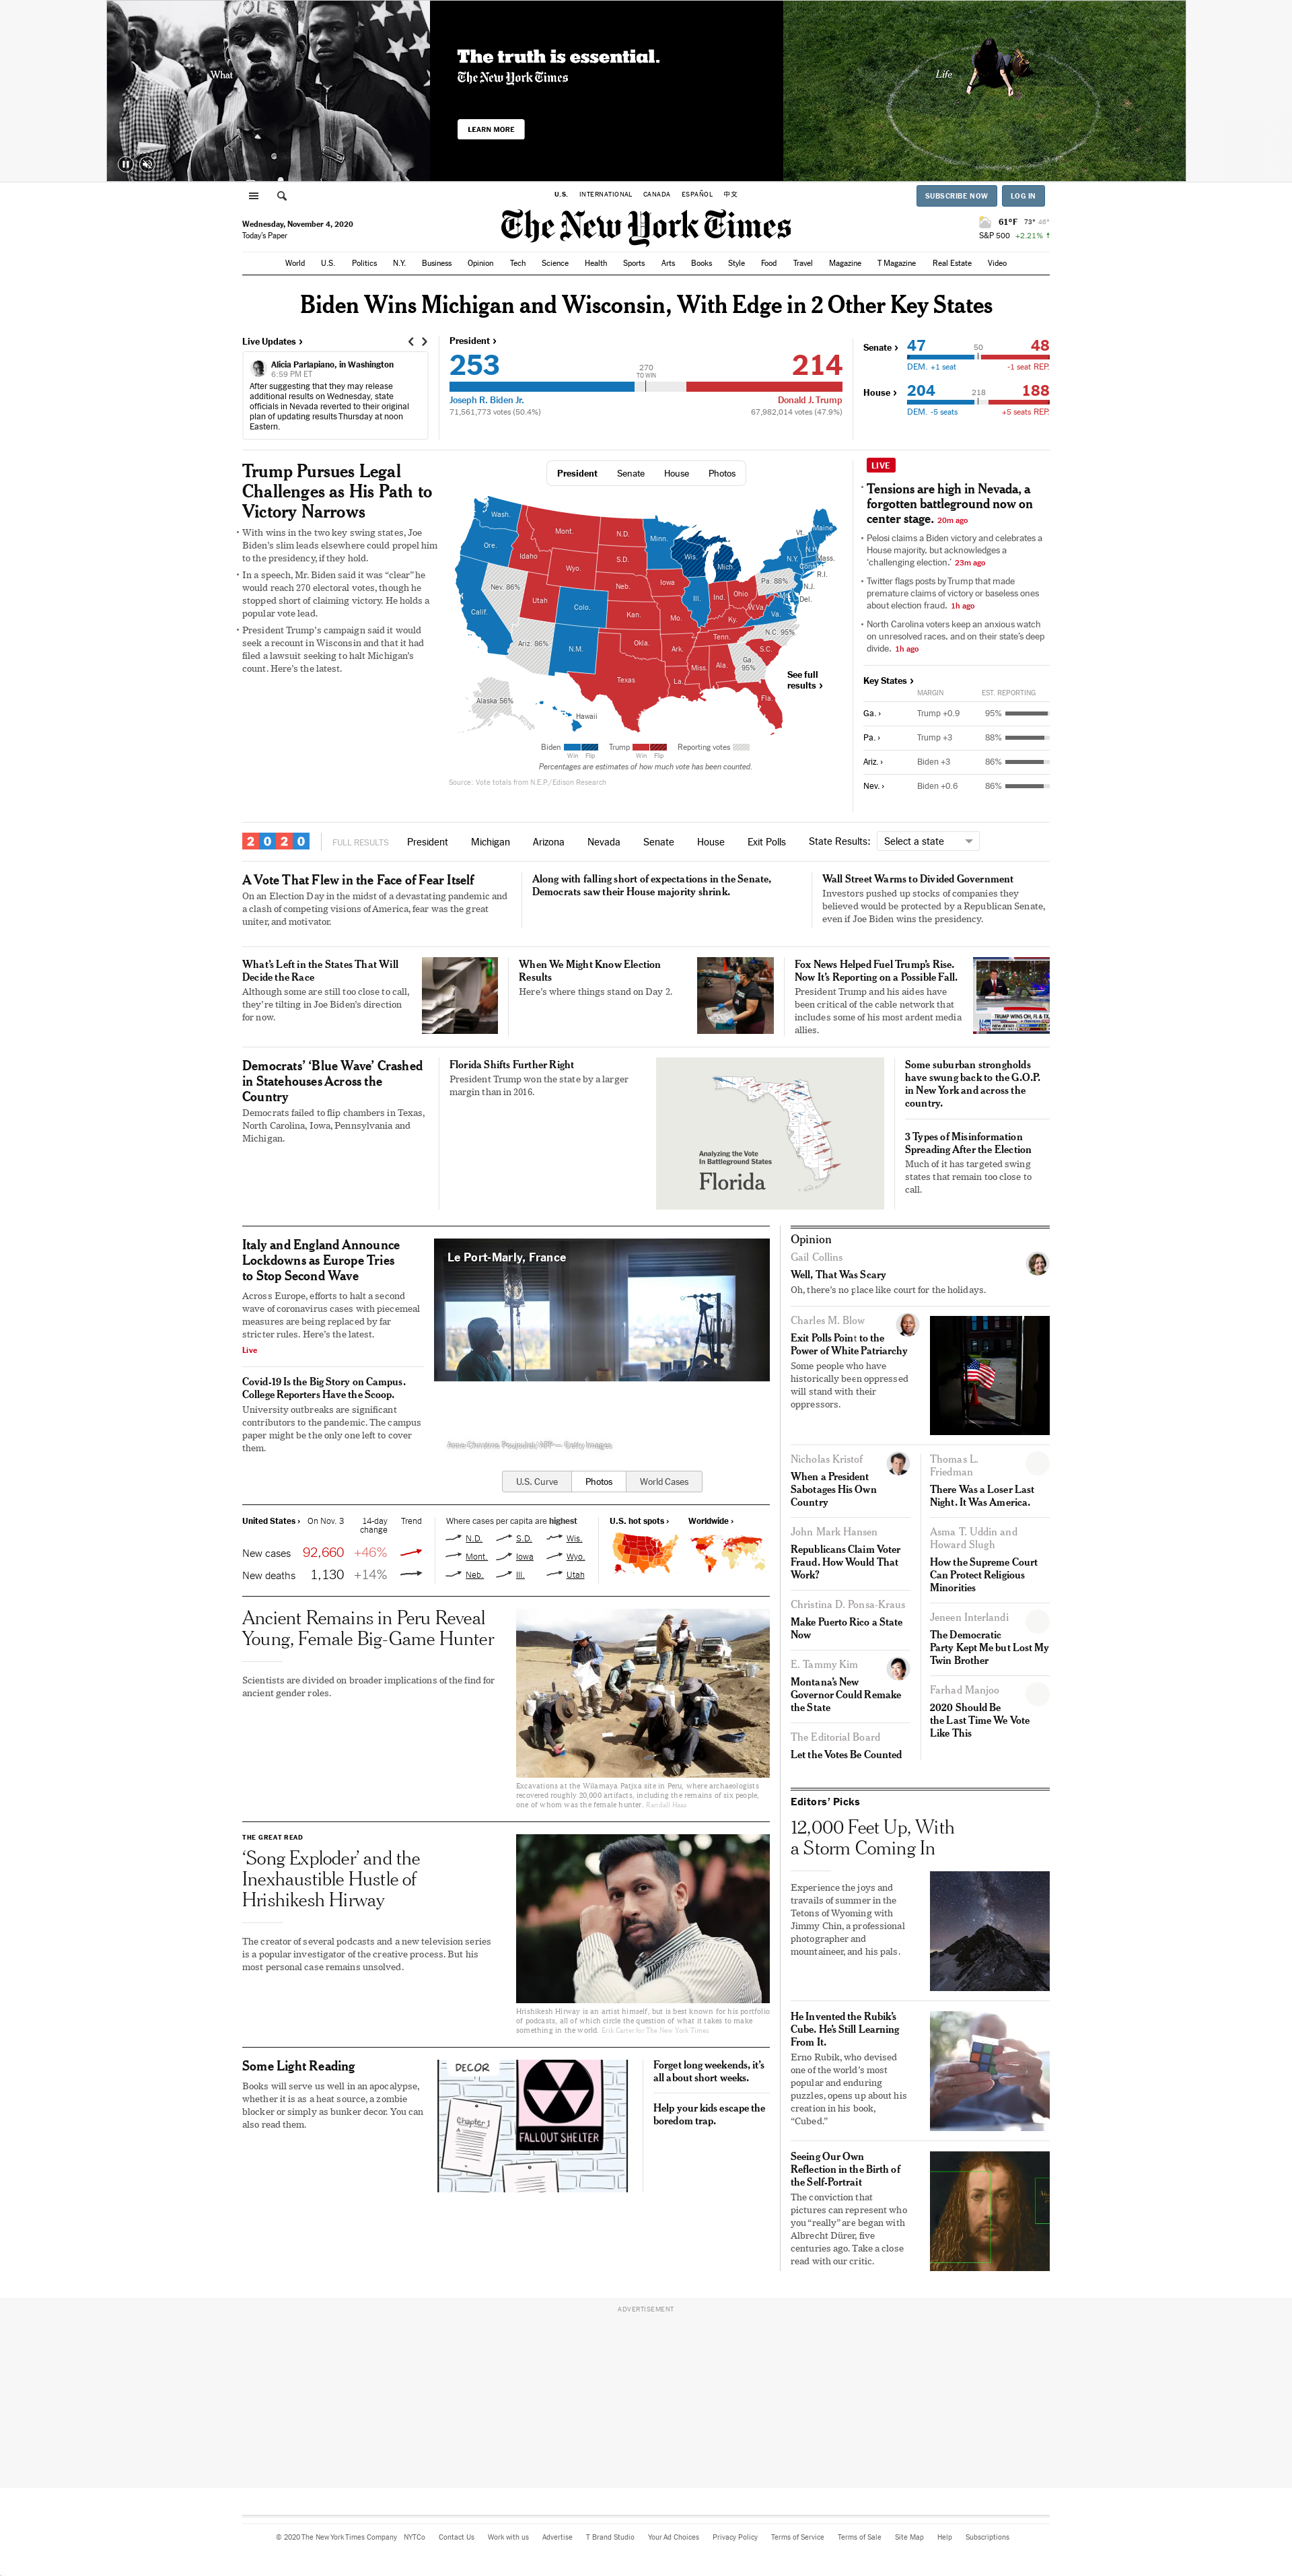 What
The truth is essential.
The New York Times
LEARN MORE
Life
U.S. INTERNATIONAL CANADA ESPAÑOL 中文
SUBSCRIBE NOW LOG IN
Wednesday, November 4, 2020
Today's Paper
The New York Times
61°F 73° 46°
S&P 500 +2.21% ↑
World U.S. Politics N.Y. Business Opinion Tech Science Health Sports Arts Books Style Food Travel Magazine T Magazine Real Estate Video
Biden Wins Michigan and Wisconsin, With Edge in 2 Other Key States
Live Updates ›
Alicia Parlapiano, in Washington
6:59 PM ET
After suggesting that they may release
additional results on Wednesday, state
officials in Nevada reverted to their original
plan of updating results Thursday at noon
Eastern.
President ›
253
270
TO WIN
214
Joseph R. Biden Jr.
Donald J. Trump
71,561,773 votes (50.4%)
67,982,014 votes (47.9%)
Senate ›
47 50 48
DEM. +1 seat -1 seat REP.
House ›
204 218 188
DEM. -5 seats +5 seats REP.
Trump Pursues Legal
Challenges as His Path to
Victory Narrows
• With wins in the two key swing states, Joe
Biden's slim leads elsewhere could propel him
to the presidency, if they hold.
• In a speech, Mr. Biden said it was “clear” he
would reach 270 electoral votes, though he
stopped short of claiming victory. He holds a
popular vote lead.
• President Trump's campaign said it would
seek a recount in Wisconsin and that it had
filed a lawsuit seeking to halt Michigan's
count. Here's the latest.
President Senate House Photos
Wash.
Ore.
Calif.
Nev. 86%
Idaho
Mont.
Wyo.
Utah
Ariz. 86%
Colo.
N.M.
N.D.
S.D.
Neb.
Kan.
Okla.
Texas
Minn.
Iowa
Mo.
Ark.
La.
Wis.
Ill.
Mich.
Ind.
Ohio
Ky.
Tenn.
Miss.
Ala.
Ga.
95%
Fla.
S.C.
N.C. 95%
Va.
W.Va.
Pa. 88%
N.Y.
Vt.
N.H.
Maine
Mass.
Conn.
R.I.
N.J.
Del.
Alaska 56%
Hawaii
See full
results ›
Biden Trump Reporting votes
Win Flip Win Flip
Percentages are estimates of how much vote has been counted.
Source: Vote totals from N.E.P./Edison Research
LIVE
• Tensions are high in Nevada, a
forgotten battleground now on
center stage. 20m ago
• Pelosi claims a Biden victory and celebrates a
House majority, but acknowledges a
‘challenging election.’ 23m ago
• Twitter flags posts by Trump that made
premature claims of victory or baseless ones
about election fraud. 1h ago
• North Carolina voters keep an anxious watch
on unresolved races, and on their state's deep
divide. 1h ago
Key States ›
MARGIN EST. REPORTING
Ga. › Trump +0.9 95%
Pa. › Trump +3 88%
Ariz. › Biden +3 86%
Nev. › Biden +0.6 86%
2020 FULL RESULTS President Michigan Arizona Nevada Senate House Exit Polls State Results: Select a state
A Vote That Flew in the Face of Fear Itself
On an Election Day in the midst of a devastating pandemic and
a clash of competing visions of America, fear was the great
uniter, and motivator.
Along with falling short of expectations in the Senate,
Democrats saw their House majority shrink.
Wall Street Warms to Divided Government
Investors pushed up stocks of companies they
believed would be protected by a Republican Senate,
even if Joe Biden wins the presidency.
What's Left in the States That Will
Decide the Race
Although some are still too close to call,
they're tilting in Joe Biden's direction
for now.
When We Might Know Election
Results
Here's where things stand on Day 2.
Fox News Helped Fuel Trump's Rise.
Now It's Reporting on a Possible Fall.
President Trump and his aides have
been critical of the cable network that
includes some of his most ardent media
allies.
TRUMP WINS OH, FL & TX
Democrats' ‘Blue Wave’ Crashed
in Statehouses Across the
Country
Democrats failed to flip chambers in Texas,
North Carolina, Iowa, Pennsylvania and
Michigan.
Florida Shifts Further Right
President Trump won the state by a larger
margin than in 2016.
Analyzing the Vote
In Battleground States
Florida
Some suburban strongholds
have swung back to the G.O.P.
in New York and across the
country.
3 Types of Misinformation
Spreading After the Election
Much of it has targeted swing
states that remain too close to
call.
Italy and England Announce
Lockdowns as Europe Tries
to Stop Second Wave
Across Europe, efforts to halt a second
wave of coronavirus cases with piecemeal
measures are being replaced by far
stricter rules. Here's the latest.
Live
Covid-19 Is the Big Story on Campus.
College Reporters Have the Scoop.
University outbreaks are significant
contributors to the pandemic. The campus
paper might be the only one left to cover
them.
Le Port-Marly, France
Anne-Christine Poujoulat/AFP — Getty Images
U.S. Curve Photos World Cases
United States › On Nov. 3 14-day
change Trend
New cases 92,660 +46%
New deaths 1,130 +14%
Where cases per capita are highest
N.D. S.D. Wis.
Mont. Iowa Wyo.
Neb. Ill. Utah
U.S. hot spots › Worldwide ›
Ancient Remains in Peru Reveal
Young, Female Big-Game Hunter
Scientists are divided on broader implications of the find for
ancient gender roles.
Excavations at the Wilamaya Patjxa site in Peru, where archaeologists
recovered roughly 20,000 artifacts, including the remains of six people,
one of whom was the female hunter. Randall Haas
THE GREAT READ
‘Song Exploder’ and the
Inexhaustible Hustle of
Hrishikesh Hirway
The creator of several podcasts and a new television series
is a popular investigator of the creative process. But his
most personal case remains unsolved.
Hrishikesh Hirway is an artist himself, but is best known for his portfolio
of podcasts, all of which circle the question of what it takes to make
something in the world. Erik Carter for The New York Times
Some Light Reading
Books will serve us well in an apocalypse,
whether it is as a heat source, a zombie
blocker or simply as bunker decor. You can
also read them.
DECOR
Chapter 1
FALLOUT SHELTER
Forget long weekends, it's
all about short weeks.
Help your kids escape the
boredom trap.
Opinion
Gail Collins
Well, That Was Scary
Oh, there's no place like court for the holidays.
Charles M. Blow
Exit Polls Point to the
Power of White Patriarchy
Some people who have
historically been oppressed
will stand with their
oppressors.
Nicholas Kristof
When a President
Sabotages His Own
Country
John Mark Hansen
Republicans Claim Voter
Fraud. How Would That
Work?
Christina D. Ponsa-Kraus
Make Puerto Rico a State
Now
E. Tammy Kim
Montana's New
Governor Could Remake
the State
The Editorial Board
Let the Votes Be Counted
Thomas L.
Friedman
There Was a Loser Last
Night. It Was America.
Asma T. Uddin and
Howard Slugh
How the Supreme Court
Can Protect Religious
Minorities
Jeneen Interlandi
The Democratic
Party Kept Me but Lost My
Twin Brother
Farhad Manjoo
2020 Should Be
the Last Time We Vote
Like This
Editors' Picks
12,000 Feet Up, With
a Storm Coming In
Experience the joys and
travails of summer in the
Tetons of Wyoming with
Jimmy Chin, a professional
photographer and
mountaineer, and his pals.
He Invented the Rubik's
Cube. He's Still Learning
From It.
Erno Rubik, who devised
one of the world's most
popular and enduring
puzzles, opens up about his
creation in his book,
“Cubed.”
Seeing Our Own
Reflection in the Birth of
the Self-Portrait
The conviction that
pictures can represent who
you “really” are began with
Albrecht Dürer, five
centuries ago. Take a close
read with our critic.
ADVERTISEMENT
© 2020 The New York Times Company NYTCo Contact Us Work with us Advertise T Brand Studio Your Ad Choices Privacy Policy Terms of Service Terms of Sale Site Map Help Subscriptions